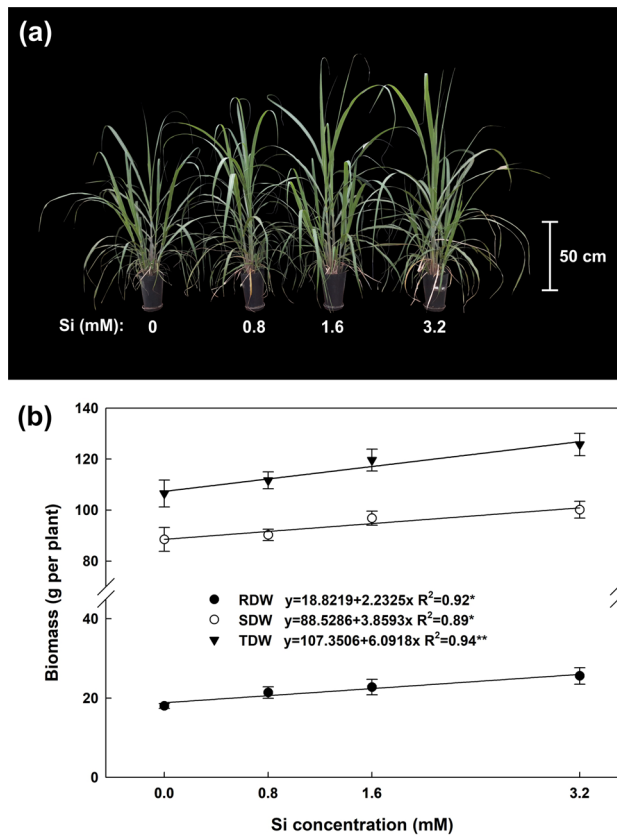 (a)
50 cm
Si (mM): 0 0.8 1.6 3.2
(b)
Biomass (g per plant)
140
120
100
80
40
20
0
RDW y=18.8219+2.2325x R²=0.92*
SDW y=88.5286+3.8593x R²=0.89*
TDW y=107.3506+6.0918x R²=0.94**
0.0 0.8 1.6 3.2
Si concentration (mM)